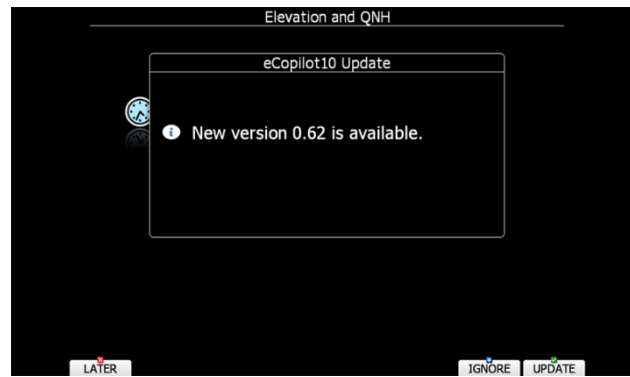 Elevation and QNH
eCopilot10 Update
New version 0.62 is available.
LATER
IGNORE
UPDATE